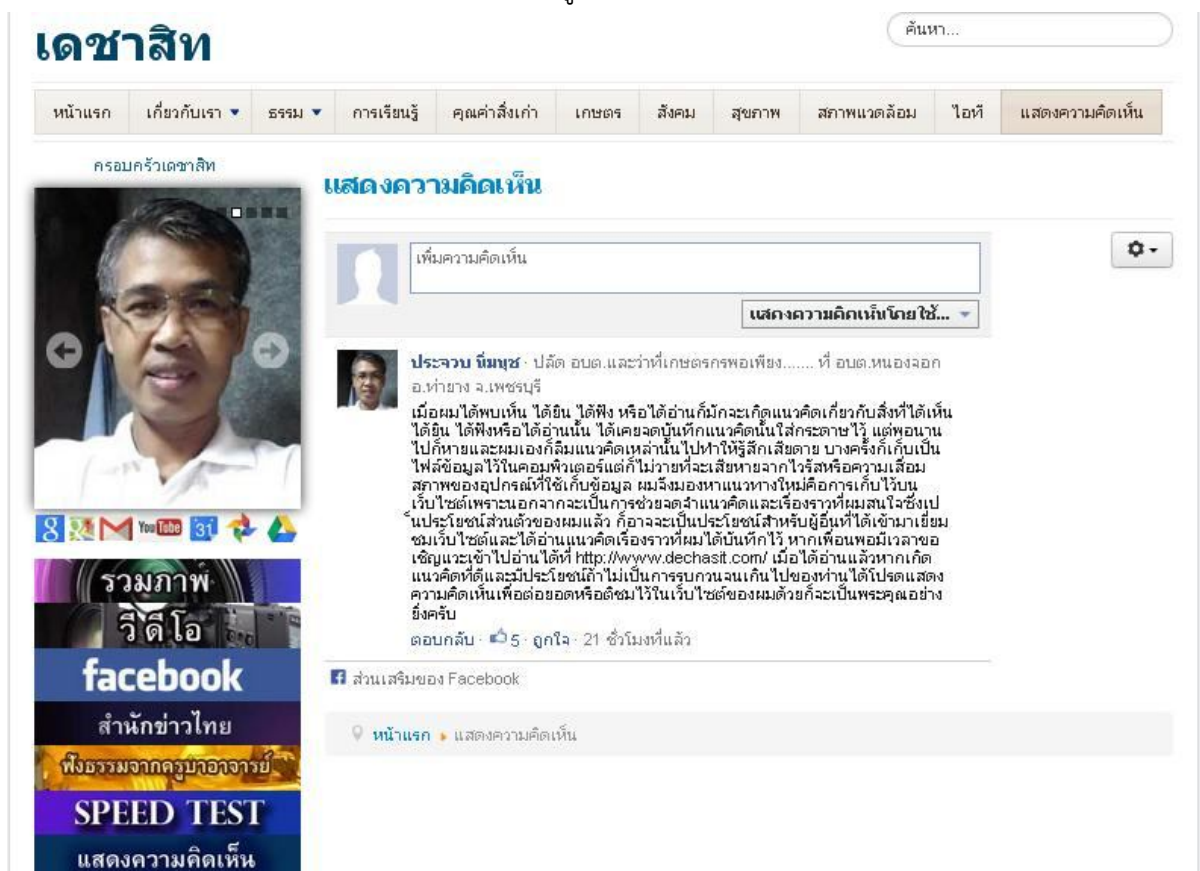 เดชาสิท
ค้นหา...
หน้าแรก เกี่ยวกับเรา ธรรม การเรียนรู้ คุณค่าสิ่งเก่า เกษตร สังคม สุขภาพ สภาพแวดล้อม ไอที แสดงความคิดเห็น
ครอบครัวเดชาสิท
แสดงความคิดเห็น
เพิ่มความคิดเห็น
แสดงความคิดเห็นโดยใช้...
ประจวบ นิ่มนุช · ปลัด อบต.และว่าที่เกษตรกรพอเพียง....... ที่ อบต.หนองจอก
อ.ท่ายาง จ.เพชรบุรี
เมื่อผมได้พบเห็น ได้ยิน ได้ฟัง หรือได้อ่านก็มักจะเกิดแนวคิดเกี่ยวกับสิ่งที่ได้เห็น
ได้ยิน ได้ฟังหรือได้อ่านนั้น ได้เคยจดบันทึกแนวคิดนั้นใส่กระดาษไว้ แต่พอนาน
ไปก็หายและผมเองก็ลืมแนวคิดเหล่านั้นไปทำให้รู้สึกเสียดาย บางครั้งก็เก็บเป็น
ไฟล์ข้อมูลไว้ในคอมพิวเตอร์แต่ก็ไม่วายที่จะเสียหายจากไวรัสหรือความเสื่อม
สภาพของอุปกรณ์ที่ใช้เก็บข้อมูล ผมจึงมองหาแนวทางใหม่คือการเก็บไว้บน
เว็บไซต์เพราะนอกจากจะเป็นการช่วยจดจำแนวคิดและเรื่องราวที่ผมสนใจซึ่งเป
็นประโยชน์ส่วนตัวของผมแล้ว ก็อาจจะเป็นประโยชน์สำหรับผู้อื่นที่ได้เข้ามาเยี่ยม
ชมเว็บไซต์และได้อ่านแนวคิดเรื่องราวที่ผมได้บันทึกไว้ หากเพื่อนพอมีเวลาขอ
เชิญแวะเข้าไปอ่านได้ที่ http://www.dechasit.com/ เมื่อได้อ่านแล้วหากเกิด
แนวคิดที่ดีและมีประโยชน์ถ้าไม่เป็นการรบกวนจนเกินไปของท่านได้โปรดแสดง
ความคิดเห็นเพื่อต่อยอดหรือติชมไว้ในเว็บไซต์ของผมด้วยก็จะเป็นพระคุณอย่าง
ยิ่งครับ
ตอบกลับ · 5 · ถูกใจ · 21 ชั่วโมงที่แล้ว
ส่วนเสริมของ Facebook
หน้าแรก แสดงความคิดเห็น
8 YouTube 31
รวมภาพ
วีดีโอ
facebook
สำนักข่าวไทย
ฟังธรรมจากครูบาอาจารย์
SPEED TEST
แสดงความคิดเห็น